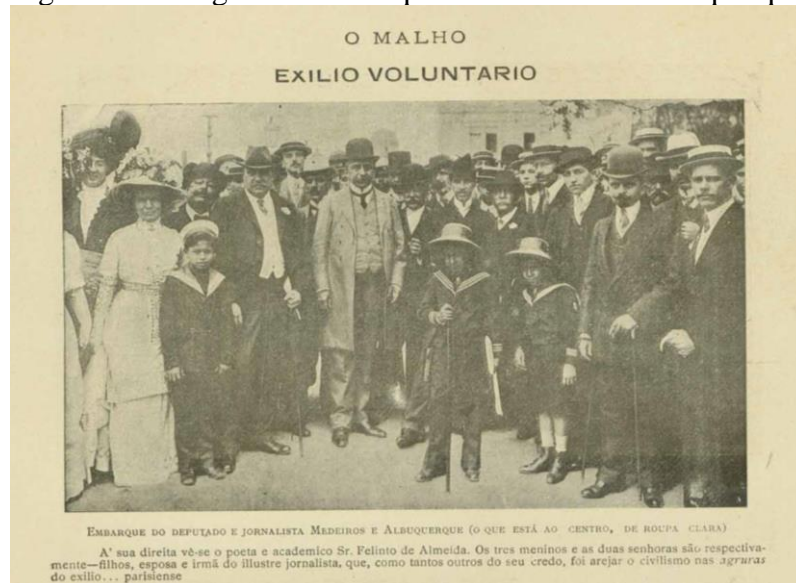 O MALHO
EXILIO VOLUNTARIO
EMBARQUE DO DEPUTADO E JORNALISTA MEDEIROS E ALBUQUERQUE (O QUE ESTÁ AO CENTRO, DE ROUPA CLARA)
A' sua direita vê-se o poeta e academico Sr. Felinto de Almeida. Os tres meninos e as duas senhoras são respectiva-
mente—filhos, esposa e irmã do illustre jornalista, que, como tantos outros do seu credo, foi arejar o civilismo nas agruras
do exilio... parisiense